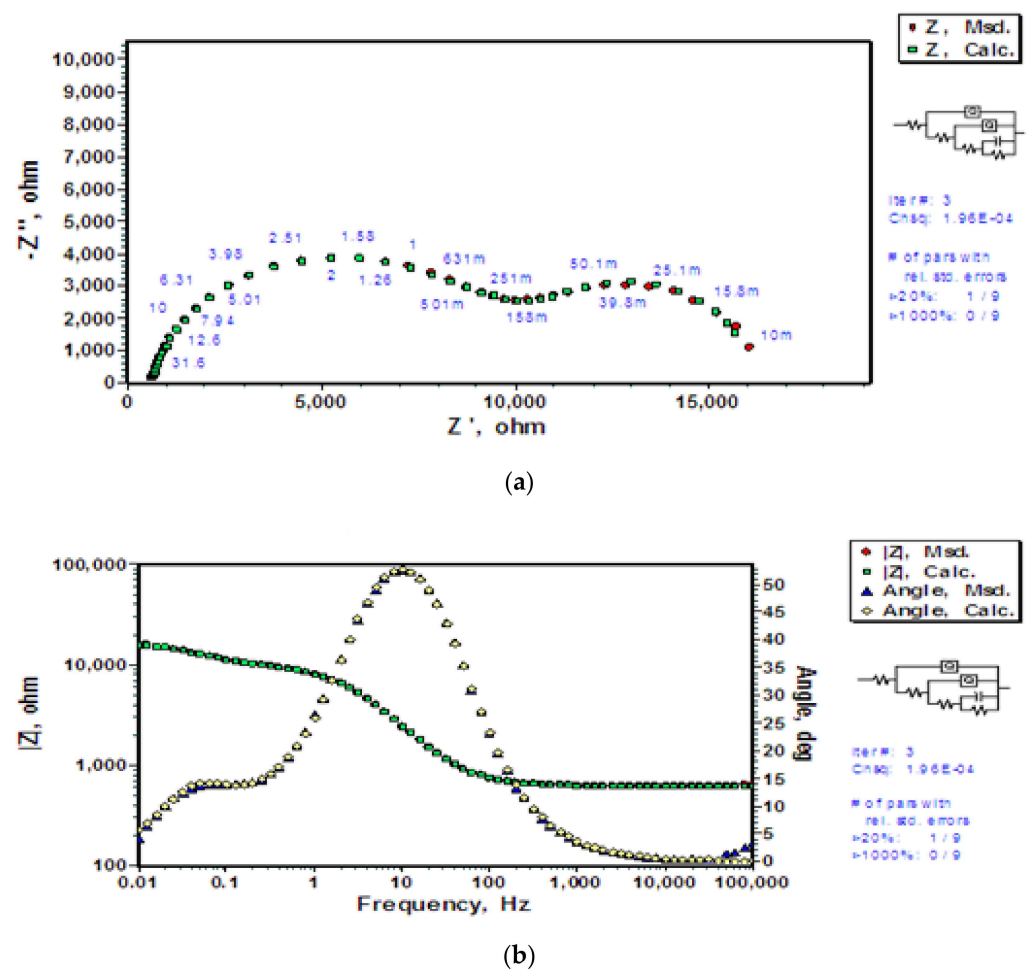 Z, Msd.
Z, Calc.
10,000
9,000
8,000
7,000
6,000
5,000
4,000
3,000
2,000
1,000
0
-Z", ohm
2.51
1.58
1
3.98
631m
6.31
2
1.26
251m
50.1m
25.1m
5.01
501m
15.8m
10
39.8m
7.94
158m
12.6
10m
31.6
0
5,000
10,000
15,000
Z', ohm
Q
Q
Iter#: 3
Chsq: 1.96E-04
# of pars with
rel. std. errors
>20%: 1 / 9
>1000%: 0 / 9
(a)
|Z|, Msd.
|Z|, Calc.
Angle, Msd.
Angle, Calc.
100,000
10,000
1,000
100
|Z|, ohm
50
45
40
35
30
25
20
15
10
5
0
Angle, deg
0.01
0.1
1
10
100
1,000
10,000
100,000
Frequency, Hz
Q
Q
Iter#: 3
Chsq: 1.96E-04
# of pars with
rel. std. errors
>20%: 1 / 9
>1000%: 0 / 9
(b)